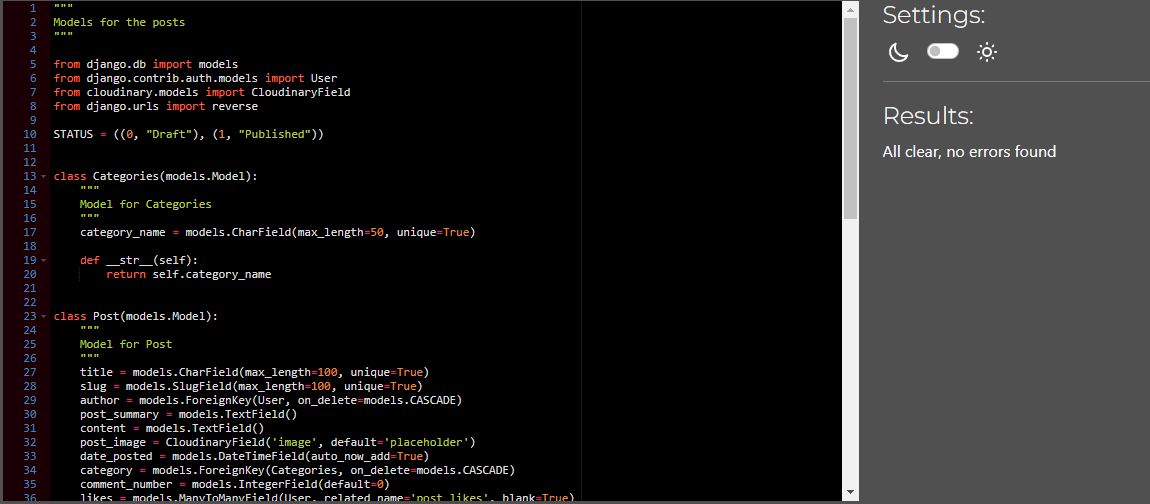 1 """
2 Models for the posts
3 """
4
5 from django.db import models
6 from django.contrib.auth.models import User
7 from cloudinary.models import CloudinaryField
8 from django.urls import reverse
9
10 STATUS = ((0, "Draft"), (1, "Published"))
11
12
13 class Categories(models.Model):
14     """
15     Model for Categories
16     """
17     category_name = models.CharField(max_length=50, unique=True)
18
19     def __str__(self):
20         return self.category_name
21
22
23 class Post(models.Model):
24     """
25     Model for Post
26     """
27     title = models.CharField(max_length=100, unique=True)
28     slug = models.SlugField(max_length=100, unique=True)
29     author = models.ForeignKey(User, on_delete=models.CASCADE)
30     post_summary = models.TextField()
31     content = models.TextField()
32     post_image = CloudinaryField('image', default='placeholder')
33     date_posted = models.DateTimeField(auto_now_add=True)
34     category = models.ForeignKey(Categories, on_delete=models.CASCADE)
35     comment_number = models.IntegerField(default=0)
36     likes = models.ManyToManyField(User, related_name='post_likes', blank=True)
Settings:
Results:
All clear, no errors found